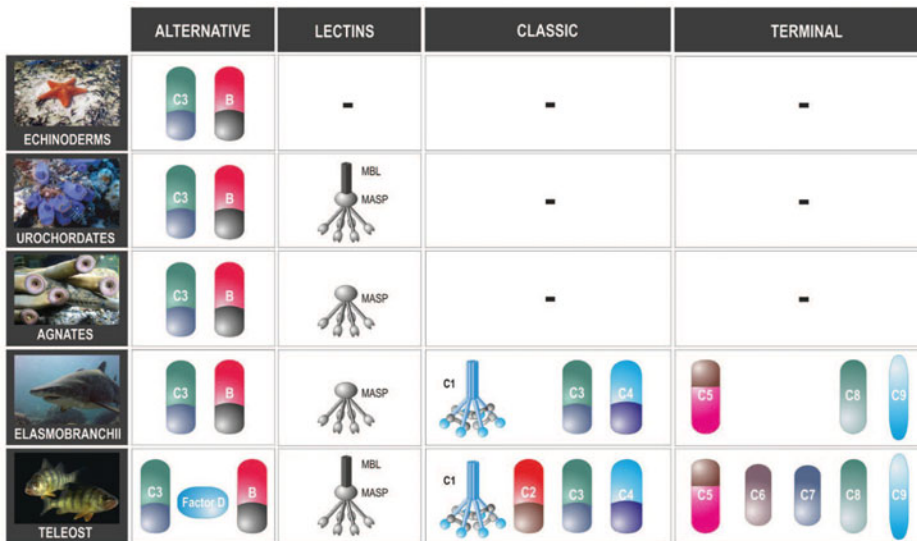 ALTERNATIVE LECTINS CLASSIC TERMINAL
C3 B - - -
ECHINODERMS
MBL
C3 B MASP - -
UROCHORDATES
C3 B MASP - -
AGNATES
C1
C3 B MASP C3 C4 C5 C8 C9
ELASMOBRANCHII
MBL
C1
C3 Factor D B MASP C2 C3 C4 C5 C6 C7 C8 C9
TELEOST